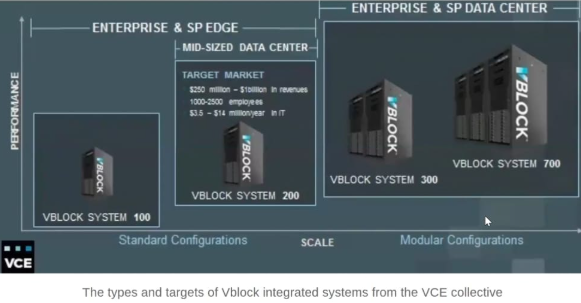 ENTERPRISE & SP DATA CENTER
ENTERPRISE & SP EDGE
MID-SIZED DATA CENTER
TARGET MARKET
$250 million – $1billion in revenues
1000-2500 employees
$3.5 – $14 million/year in IT
PERFORMANCE
VBLOCK
VBLOCK
VBLOCK
VBLOCK
VBLOCK SYSTEM 100
VBLOCK SYSTEM 200
VBLOCK SYSTEM 300
VBLOCK SYSTEM 700
Standard Configurations
SCALE
Modular Configurations
VCE
The types and targets of Vblock integrated systems from the VCE collective